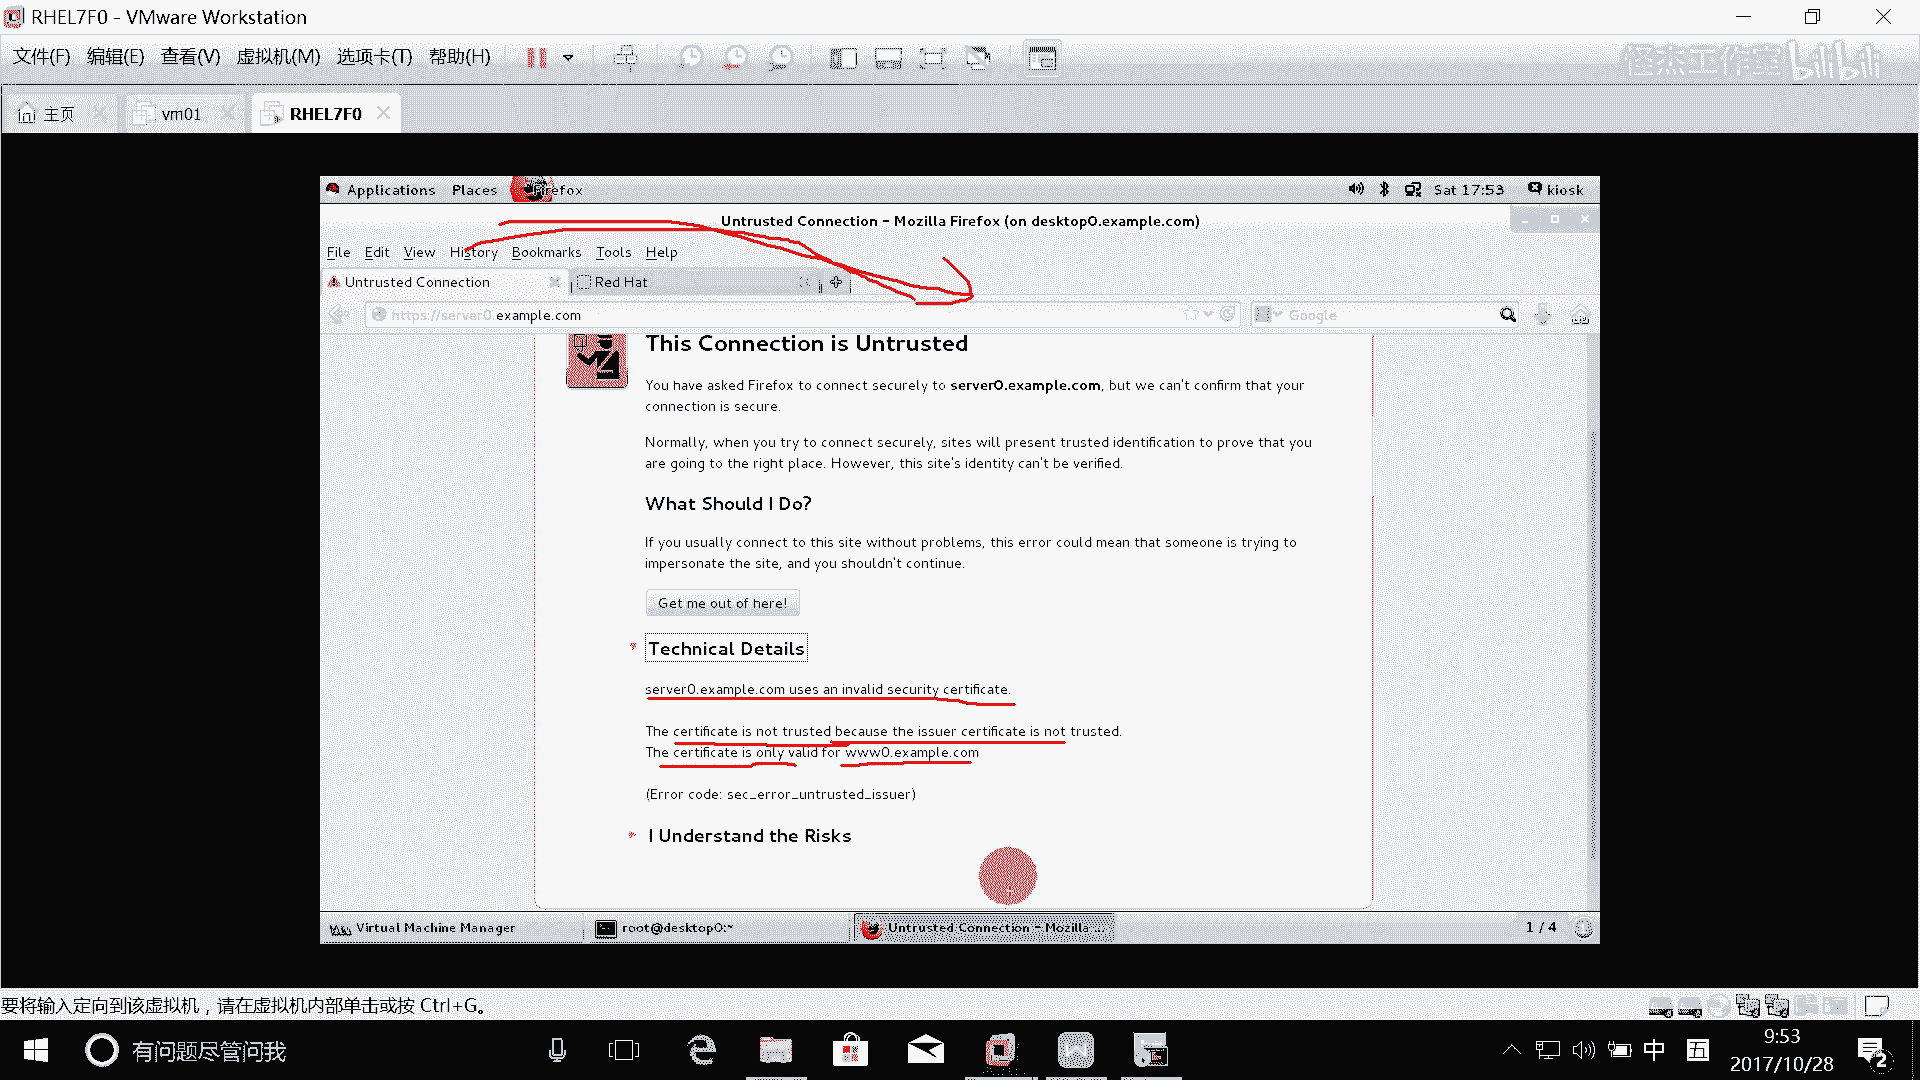 RHEL7F0 - VMware Workstation
文件(F) 编辑(E) 查看(V) 虚拟机(M) 选项卡(T) 帮助(H)
怪杰工作室 bilibili
主页 vm01 RHEL7F0
Applications Places Firefox Sat 17:53 kiosk
Untrusted Connection - Mozilla Firefox (on desktop0.example.com)
File Edit View History Bookmarks Tools Help
Untrusted Connection Red Hat
https://server0.example.com Google
This Connection is Untrusted
You have asked Firefox to connect securely to server0.example.com, but we can't confirm that your
connection is secure.
Normally, when you try to connect securely, sites will present trusted identification to prove that you
are going to the right place. However, this site's identity can't be verified.
What Should I Do?
If you usually connect to this site without problems, this error could mean that someone is trying to
impersonate the site, and you shouldn't continue.
Get me out of here!
Technical Details
server0.example.com uses an invalid security certificate.
The certificate is not trusted because the issuer certificate is not trusted.
The certificate is only valid for www0.example.com
(Error code: sec_error_untrusted_issuer)
I Understand the Risks
Virtual Machine Manager root@desktop0:~ Untrusted Connection - Mozilla ... 1 / 4
要将输入定向到该虚拟机，请在虚拟机内部单击或按 Ctrl+G。
有问题尽管问我 中 五 9:53
2017/10/28 2